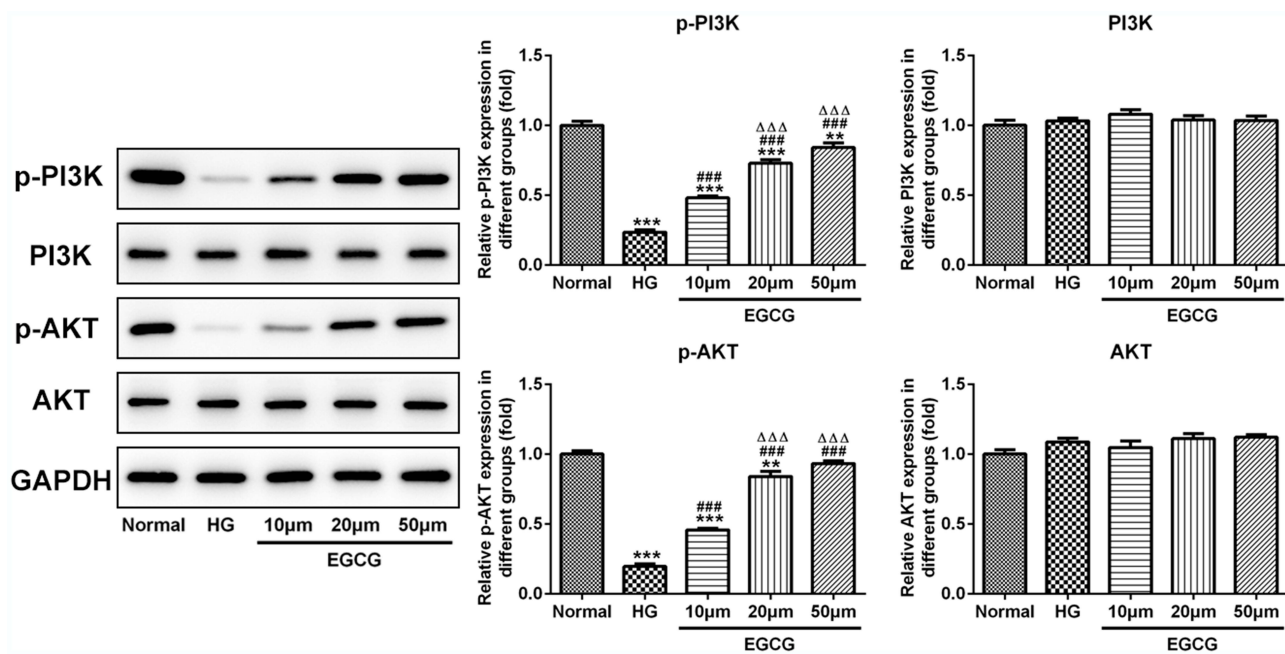 p-PI3K
PI3K
p-AKT
AKT
GAPDH
Normal HG 10μm 20μm 50μm
EGCG
p-PI3K
Relative p-PI3K expression in
different groups (fold)
1.5
1.0
0.5
0.0
***
###
***
ΔΔΔ
###
***
ΔΔΔ
###
**
Normal HG 10μm 20μm 50μm
EGCG
PI3K
Relative PI3K expression in
different groups (fold)
1.5
1.0
0.5
0.0
Normal HG 10μm 20μm 50μm
EGCG
p-AKT
Relative p-AKT expression in
different groups (fold)
1.5
1.0
0.5
0.0
***
###
***
ΔΔΔ
###
**
ΔΔΔ
###
Normal HG 10μm 20μm 50μm
EGCG
AKT
Relative AKT expression in
different groups (fold)
1.5
1.0
0.5
0.0
Normal HG 10μm 20μm 50μm
EGCG